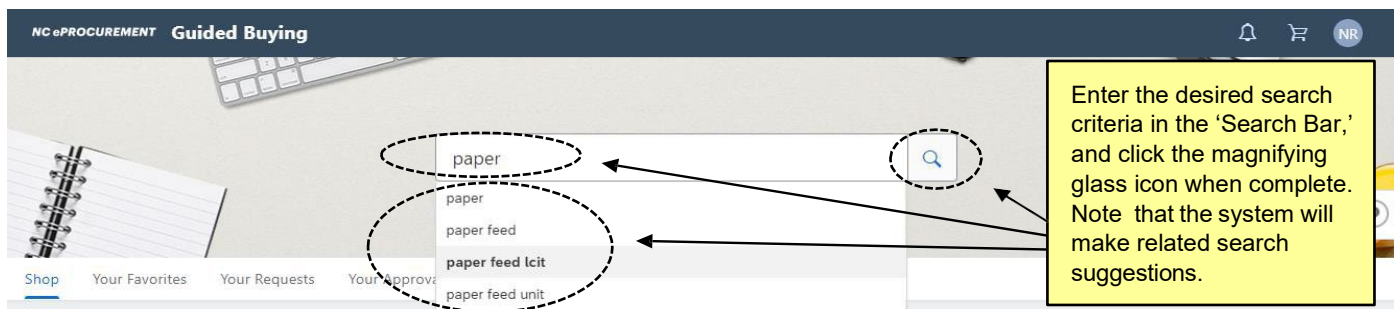 NC ePROCUREMENT Guided Buying
NR
paper
paper
paper feed
paper feed lcit
paper feed unit
Shop Your Favorites Your Requests Your Approva
Enter the desired search
criteria in the ‘Search Bar,’
and click the magnifying
glass icon when complete.
Note that the system will
make related search
suggestions.